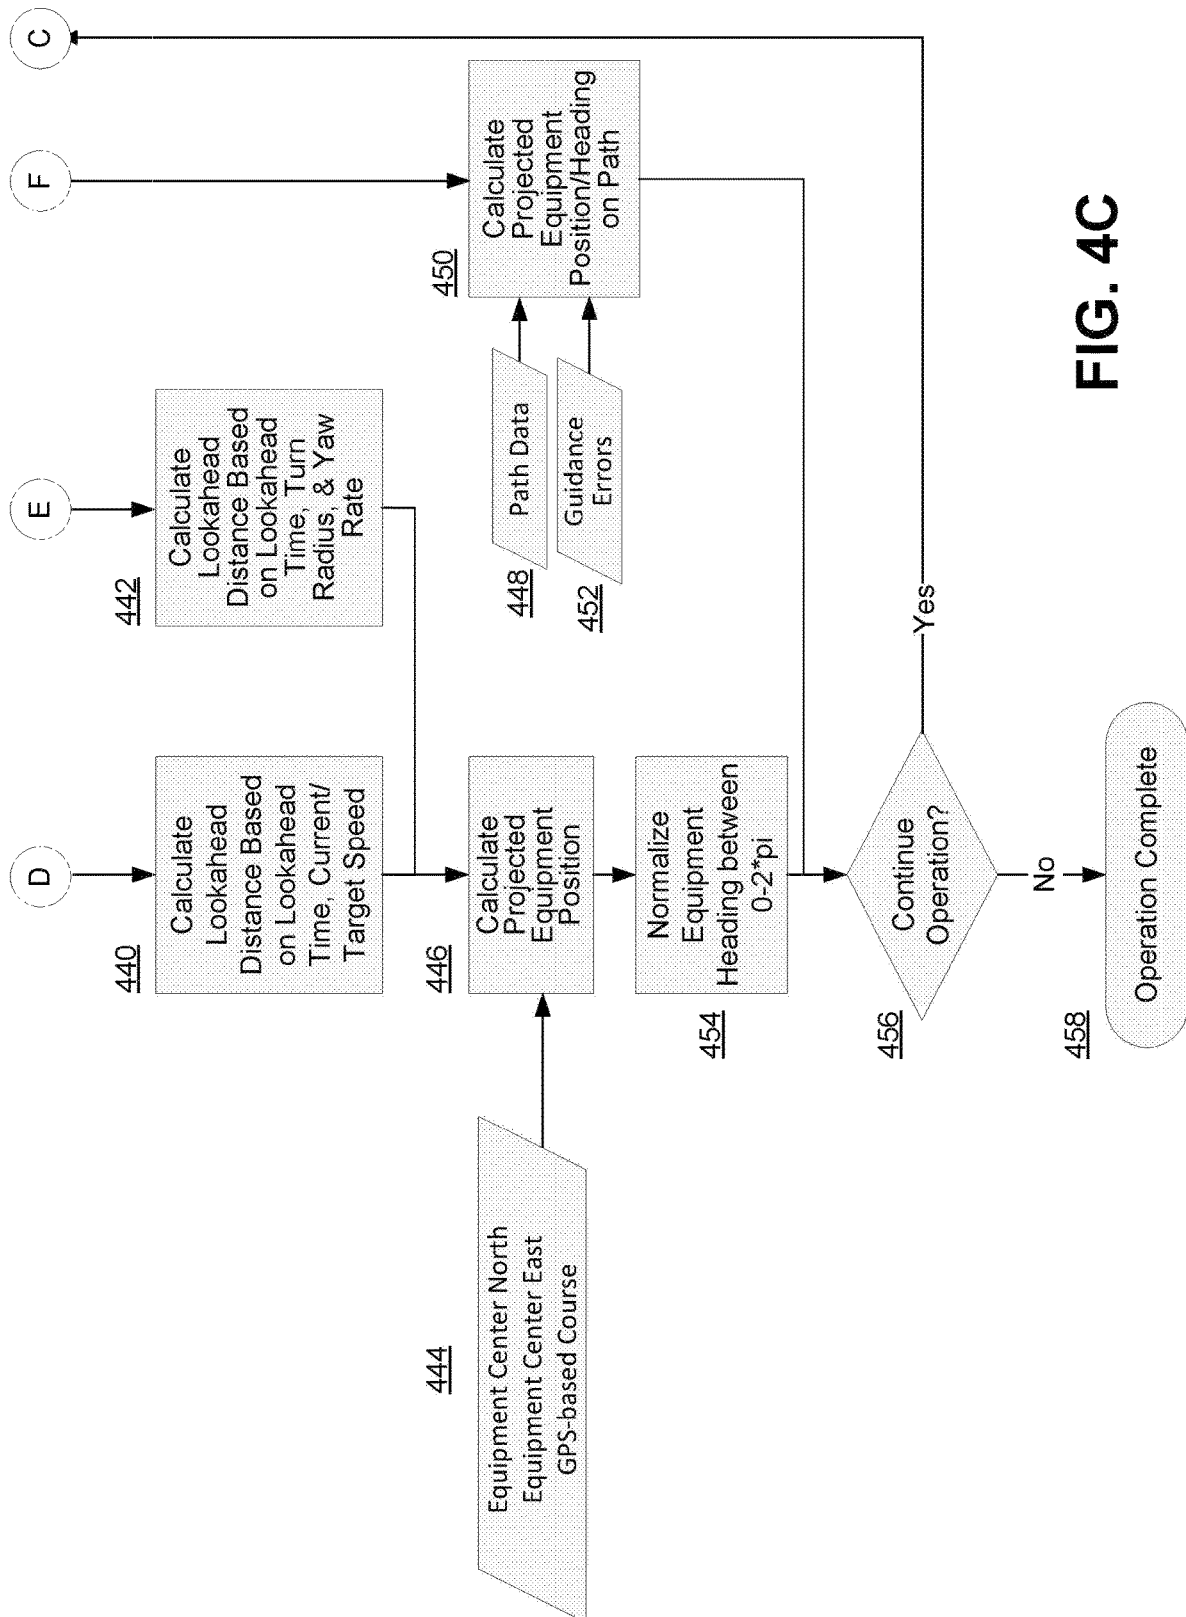 D
E
F
C
440
Calculate
Lookahead
Distance Based
on Lookahead
Time, Current/
Target Speed
442
Calculate
Lookahead
Distance Based
on Lookahead
Time, Turn
Radius, & Yaw
Rate
444
Equipment Center North
Equipment Center East
GPS-based Course
446
Calculate
Projected
Equipment
Position
448
Path Data
452
Guidance
Errors
450
Calculate
Projected
Equipment
Position/Heading
on Path
454
Normalize
Equipment
Heading between
0-2*pi
456
Continue
Operation?
Yes
No
458
Operation Complete
FIG. 4C